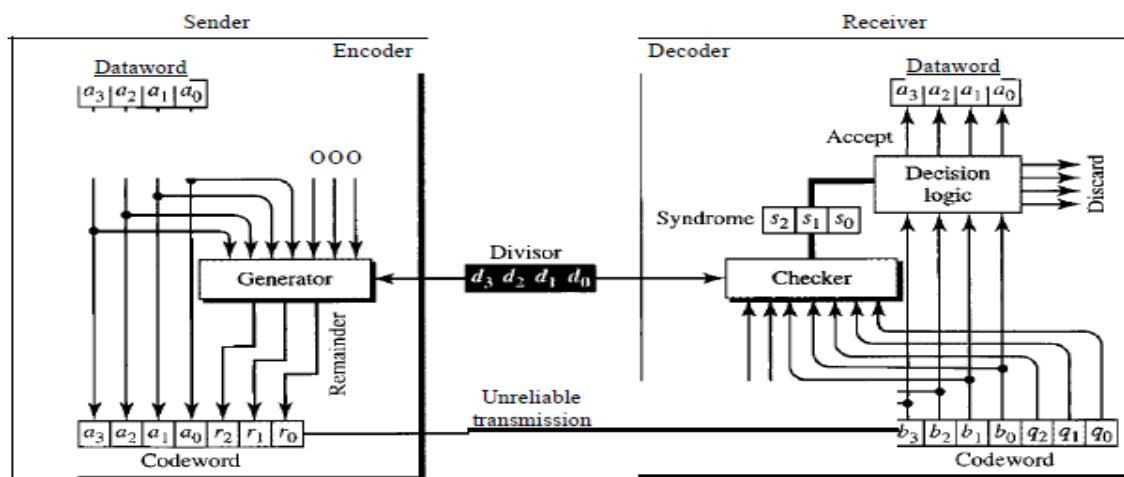 Sender
Receiver
Encoder
Decoder
Dataword
a3 a2 a1 a0
Dataword
a3 a2 a1 a0
Accept
OOO
Decision
logic
Discard
Syndrome
s2 s1 s0
Divisor
d3 d2 d1 d0
Generator
Checker
Remainder
Unreliable
transmission
a3 a2 a1 a0 r2 r1 r0
b3 b2 b1 b0 q2 q1 q0
Codeword
Codeword